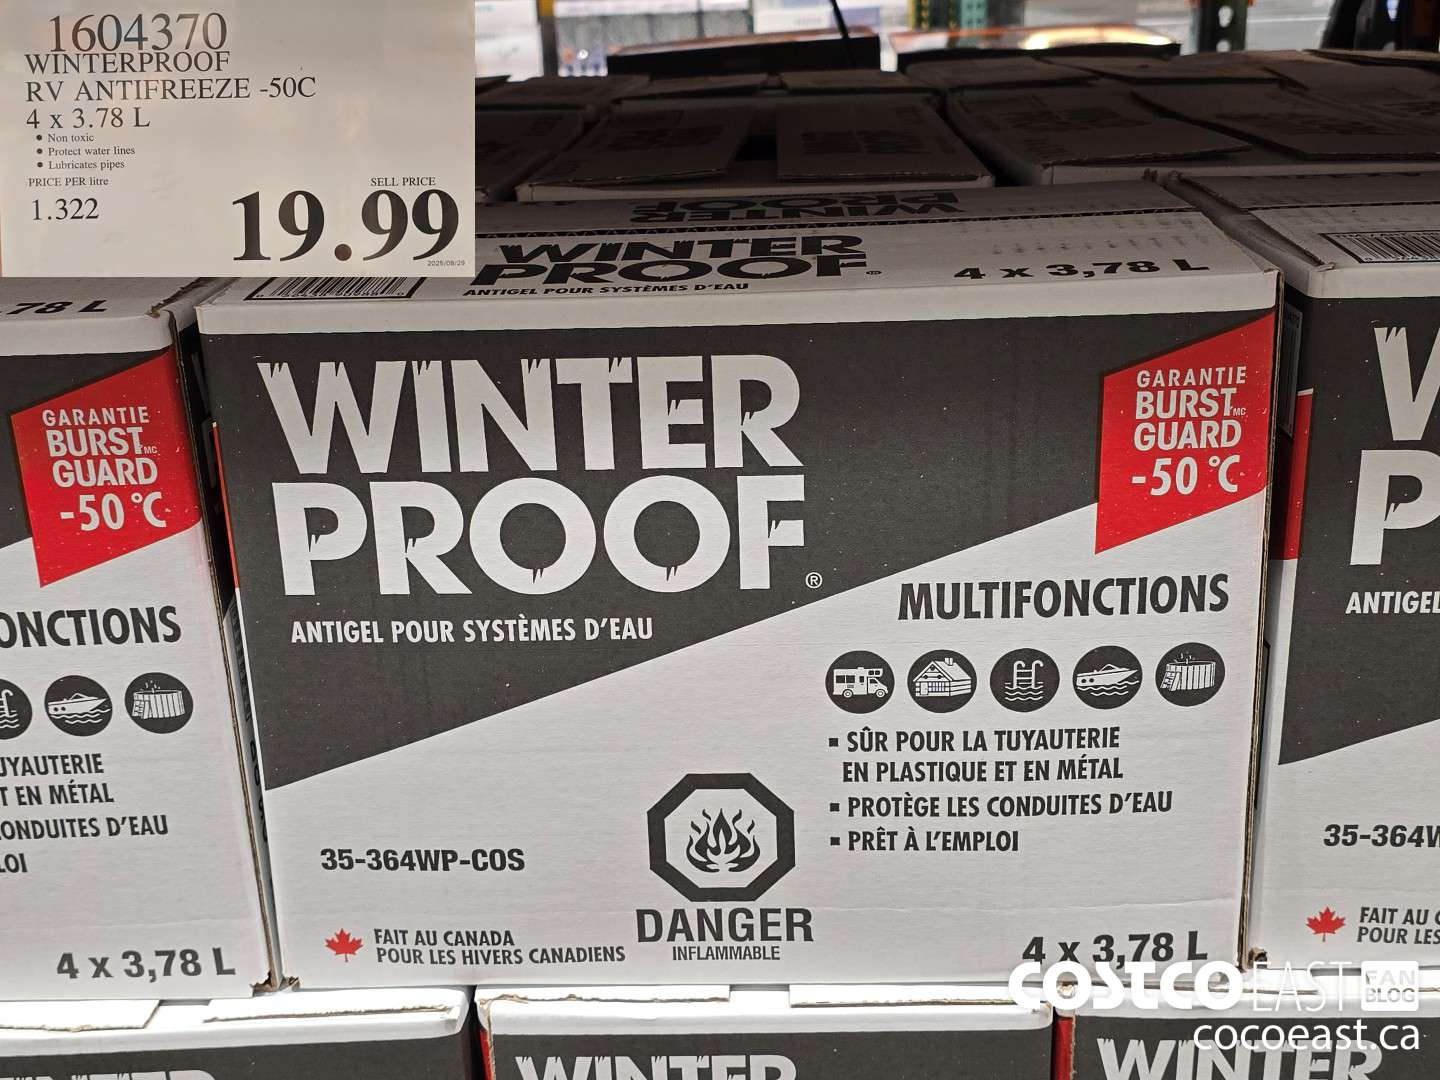 1604370
WINTERPROOF
RV ANTIFREEZE -50C
4 x 3.78 L
• Non toxic
• Protect water lines
• Lubricates pipes
PRICE PER litre
1.322
SELL PRICE
19.99
2025/08/29
WINTER
PROOF
WINTER
PROOF
ANTIGEL POUR SYSTÈMES D'EAU
4 x 3,78 L
WINTER
PROOF®
ANTIGEL POUR SYSTÈMES D'EAU
GARANTIE
BURST MC
GUARD
-50 °C
MULTIFONCTIONS
▪ SÛR POUR LA TUYAUTERIE
EN PLASTIQUE ET EN MÉTAL
▪ PROTÈGE LES CONDUITES D'EAU
▪ PRÊT À L'EMPLOI
35-364WP-COS
DANGER
INFLAMMABLE
FAIT AU CANADA
POUR LES HIVERS CANADIENS
4 x 3,78 L
.78 L
GARANTIE
BURST MC
GUARD
-50 °C
ONCTIONS
UYAUTERIE
T EN MÉTAL
ONDUITES D'EAU
LOI
4 x 3,78 L
W
P
ANTIGEL
35-364W
FAIT AU
POUR LES
WINTER
WINTER
COSTCO EAST FAN BLOG
cocoeast.ca